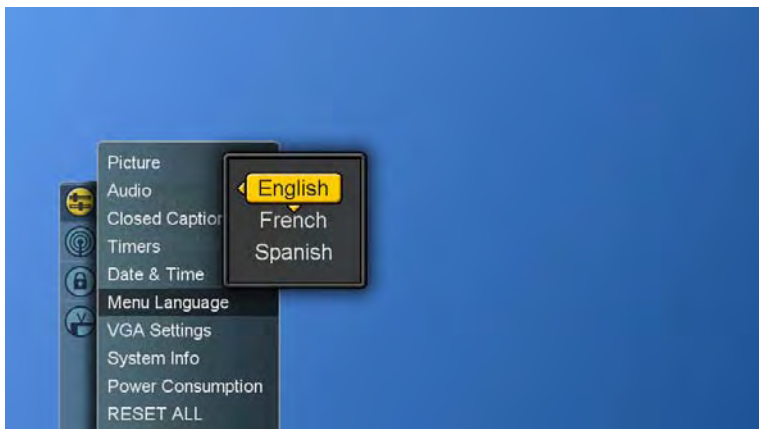 Picture
Audio
Closed Caption
Timers
Date & Time
Menu Language
VGA Settings
System Info
Power Consumption
RESET ALL
English
French
Spanish